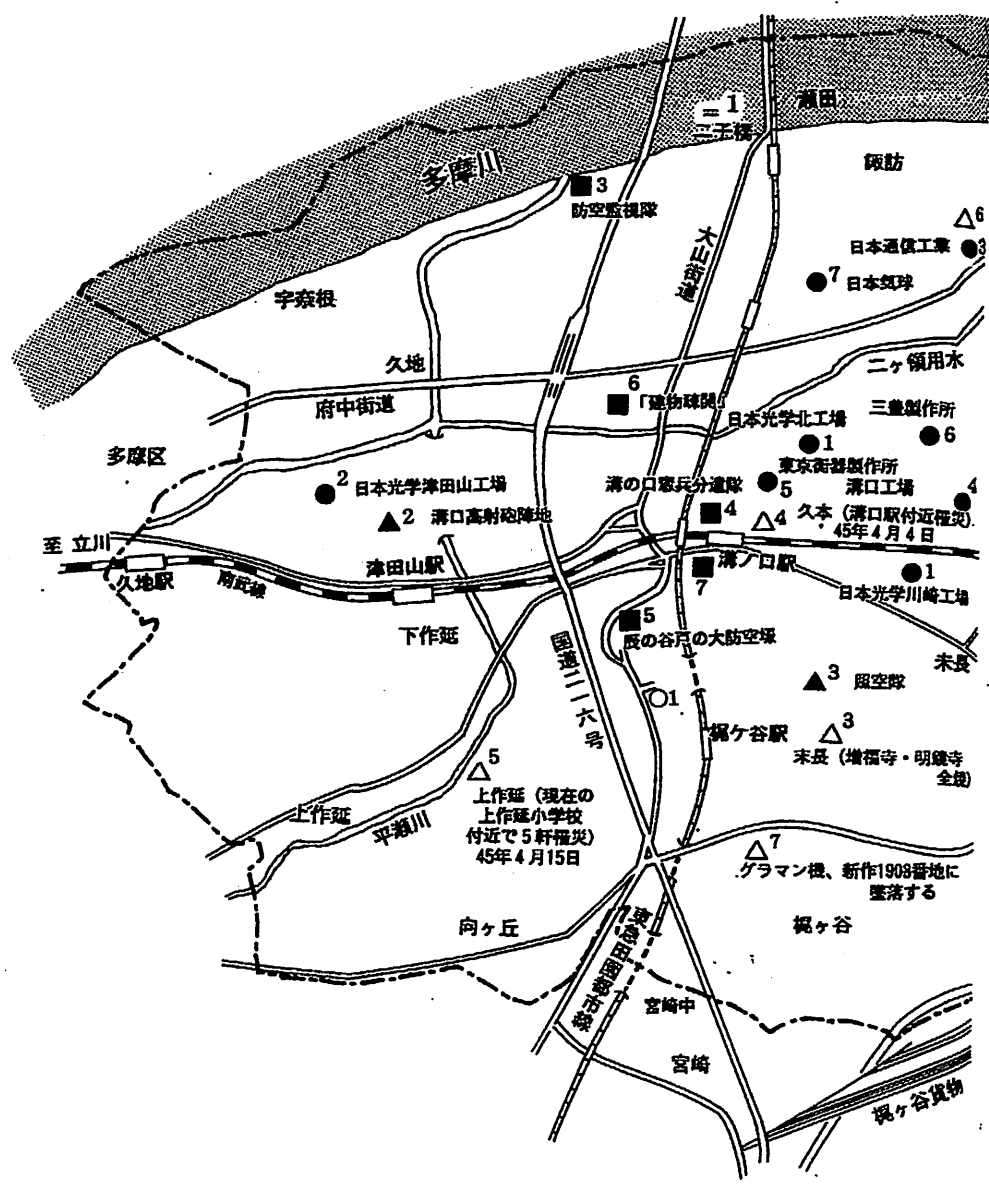 1
二子橋
瀬田
多摩川
諏訪
3
防空監視隊
6
日本通信工業
3
大山街道
7
日本気球
宇奈根
久地
二ヶ領用水
6
「建物疎開」
府中街道
三豊製作所
日本光学北工場
1
6
多摩区
東京衡器製作所
2
日本光学津田山工場
溝の口憲兵分遣隊
5
溝口工場
4
2
溝口高射砲陣地
4
4
久本（溝口駅付近罹災）
45年4月4日
至 立川
久地駅
南武線
津田山駅
溝ノ口駅
7
1
日本光学川崎工場
下作延
5
辰の谷戸の大防空壕
末長
国道二四六号
3
照空隊
1
3
梶ケ谷駅
末長（増福寺・明鏡寺
全焼）
5
上作延（現在の
上作延小学校
付近で5軒罹災）
45年4月15日
上作延
平瀬川
7
グラマン機、新作1908番地に
墜落する
向ヶ丘
梶ヶ谷
東急田園都市線
宮崎中
宮崎
梶ヶ谷貨物